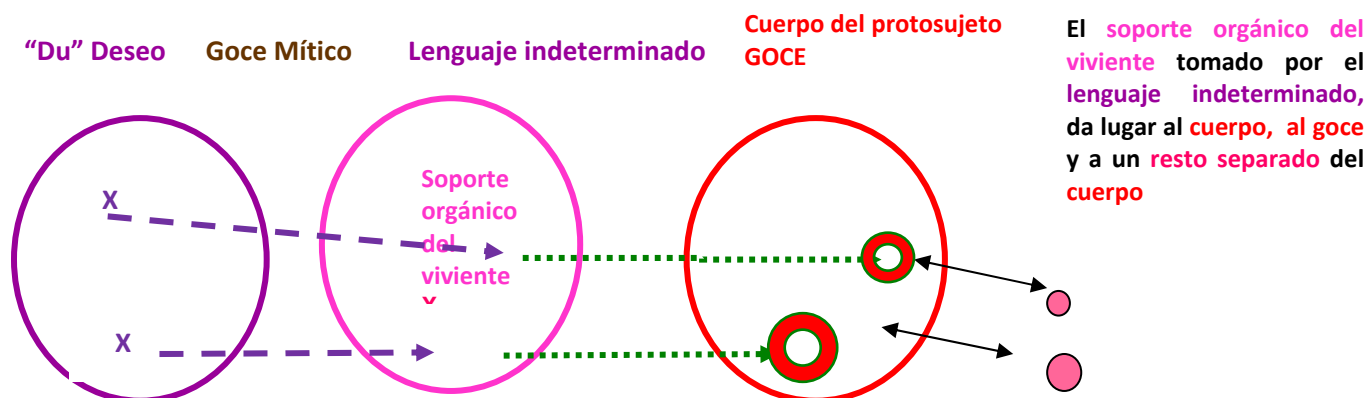 “Du” Deseo
Goce Mítico
Lenguaje indeterminado
Cuerpo del protosujeto
GOCE
El soporte orgánico del
viviente tomado por el
lenguaje indeterminado,
da lugar al cuerpo, al goce
y a un resto separado del
cuerpo
X
Soporte
orgánico
del
viviente
X
X